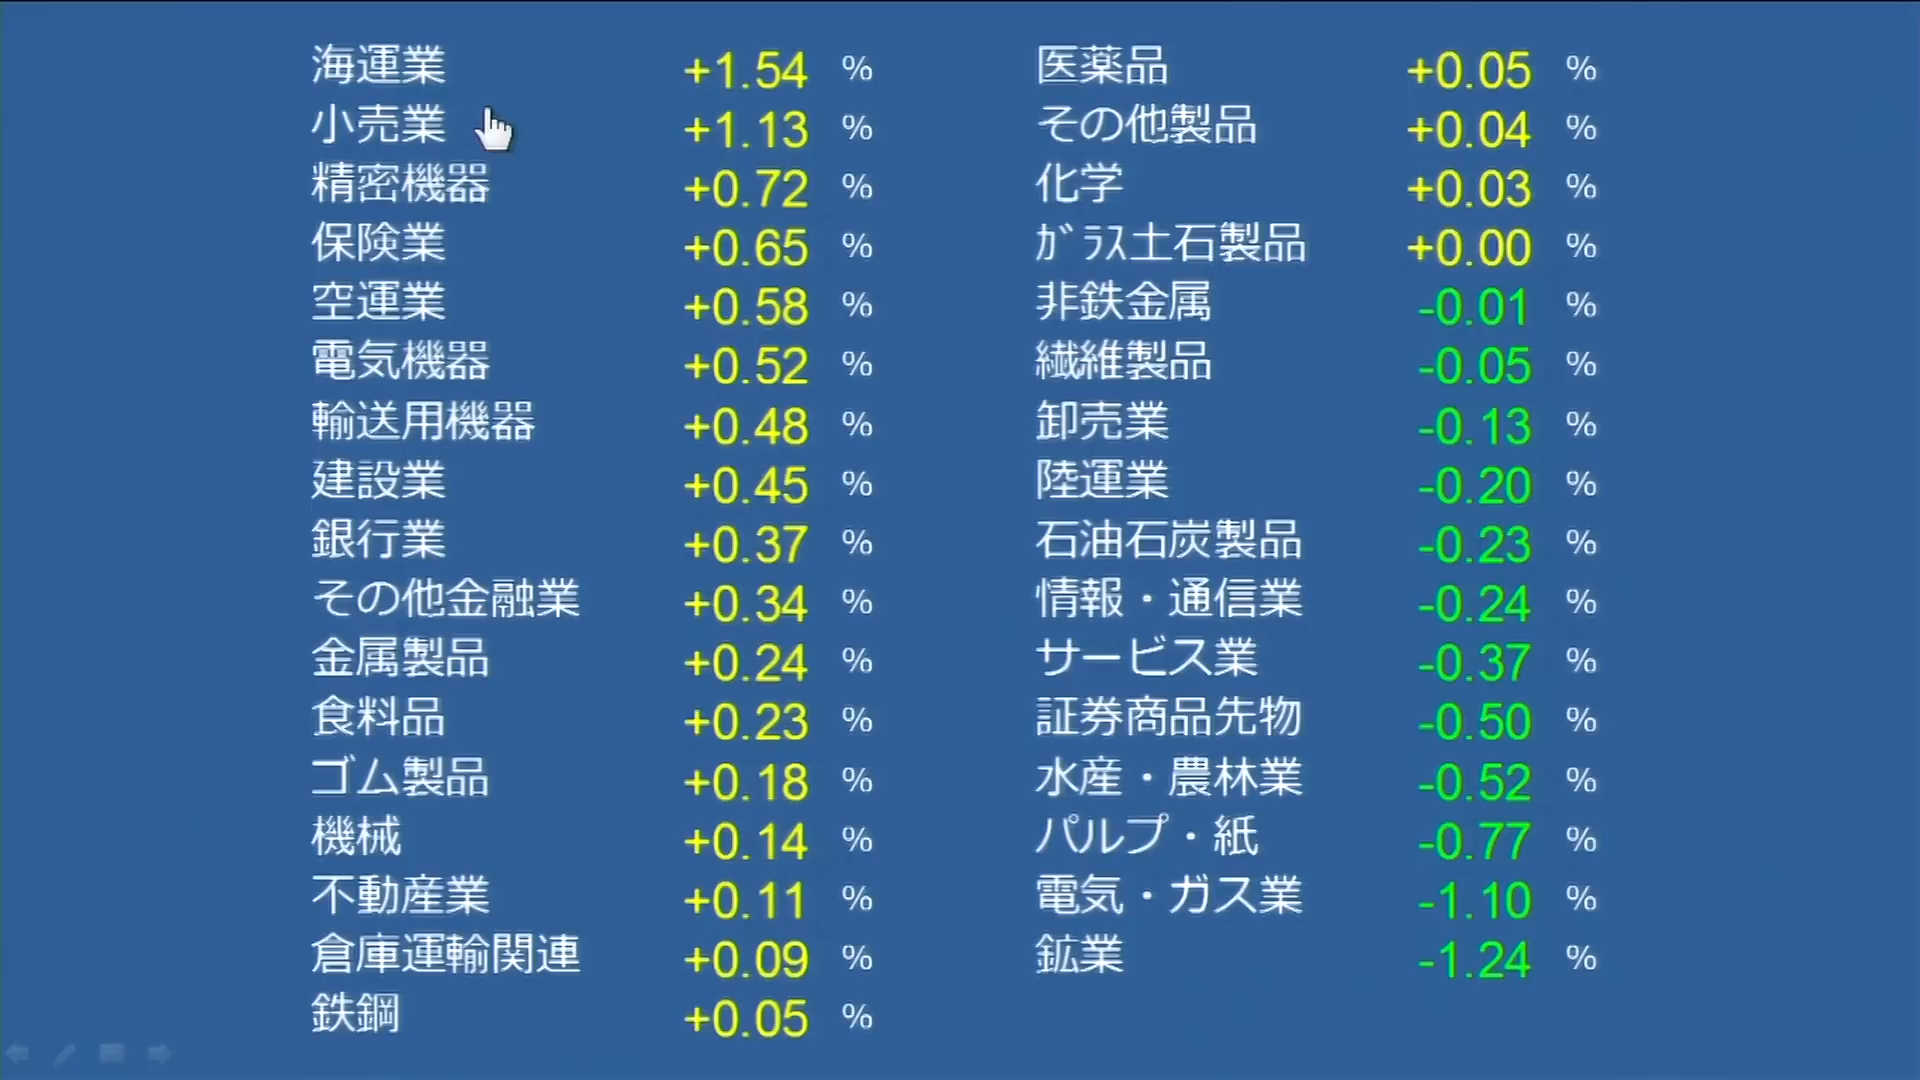 海運業 +1.54 %
小売業 +1.13 %
精密機器 +0.72 %
保険業 +0.65 %
空運業 +0.58 %
電気機器 +0.52 %
輸送用機器 +0.48 %
建設業 +0.45 %
銀行業 +0.37 %
その他金融業 +0.34 %
金属製品 +0.24 %
食料品 +0.23 %
ゴム製品 +0.18 %
機械 +0.14 %
不動産業 +0.11 %
倉庫運輸関連 +0.09 %
鉄鋼 +0.05 %
医薬品 +0.05 %
その他製品 +0.04 %
化学 +0.03 %
ｶﾞﾗｽ土石製品 +0.00 %
非鉄金属 -0.01 %
繊維製品 -0.05 %
卸売業 -0.13 %
陸運業 -0.20 %
石油石炭製品 -0.23 %
情報・通信業 -0.24 %
サービス業 -0.37 %
証券商品先物 -0.50 %
水産・農林業 -0.52 %
パルプ・紙 -0.77 %
電気・ガス業 -1.10 %
鉱業 -1.24 %